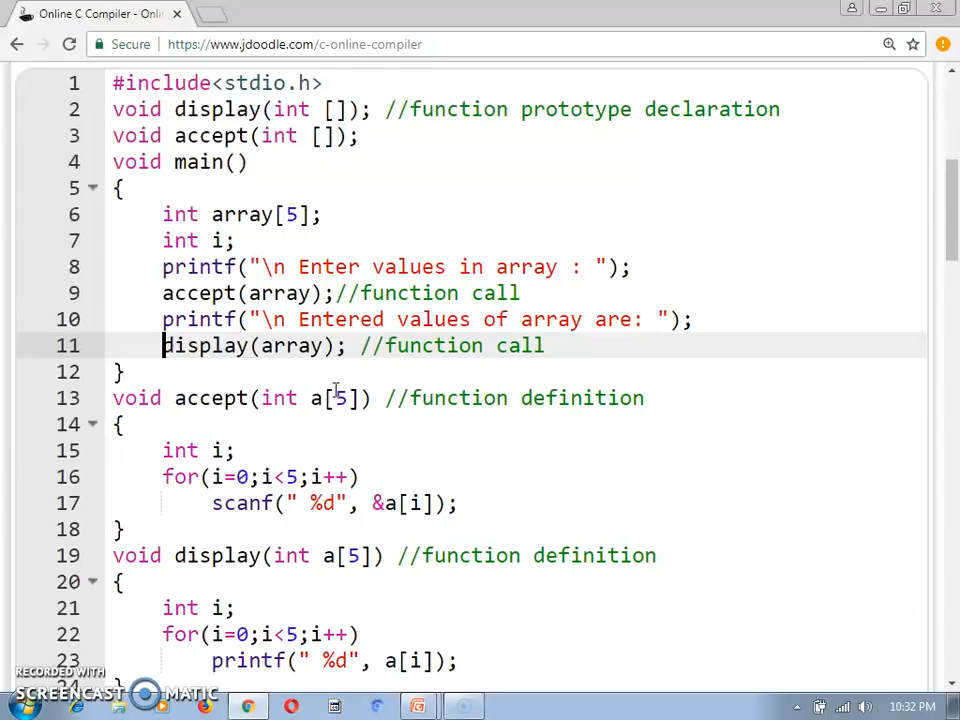 Online C Compiler - Onli
Secure
https://www.jdoodle.com/c-online-compiler
1 #include<stdio.h>
2 void display(int []); //function prototype declaration
3 void accept(int []);
4 void main()
5 {
6 int array[5];
7 int i;
8 printf("\n Enter values in array : ");
9 accept(array);//function call
10 printf("\n Entered values of array are: ");
11 display(array); //function call
12 }
13 void accept(int a[5]) //function definition
14 {
15 int i;
16 for(i=0;i<5;i++)
17 scanf(" %d", &a[i]);
18 }
19 void display(int a[5]) //function definition
20 {
21 int i;
22 for(i=0;i<5;i++)
23 printf(" %d", a[i]);
RECORDED WITH
SCREENCAST MATIC
10:32 PM